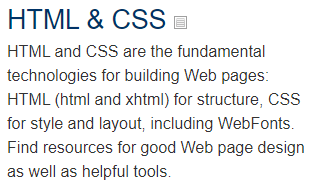 HTML & CSS
HTML and CSS are the fundamental
technologies for building Web pages:
HTML (html and xhtml) for structure, CSS
for style and layout, including WebFonts.
Find resources for good Web page design
as well as helpful tools.